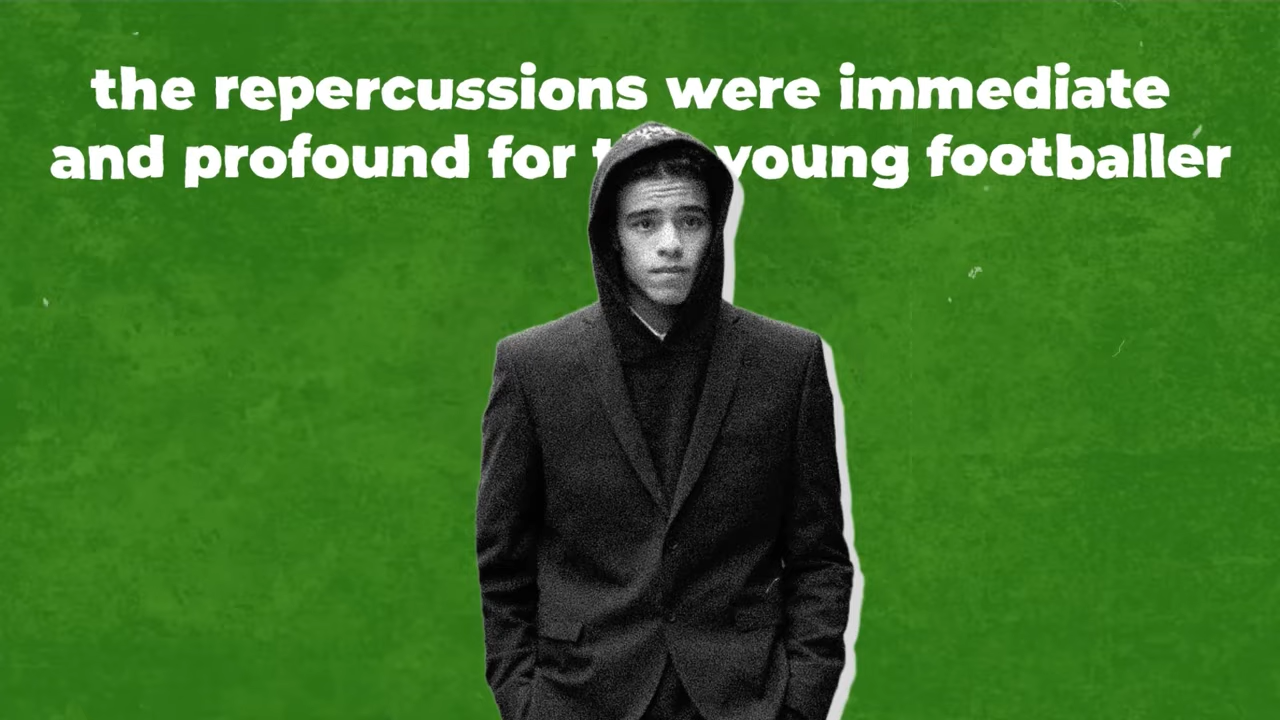 the repercussions were immediate
and profound for young footballer